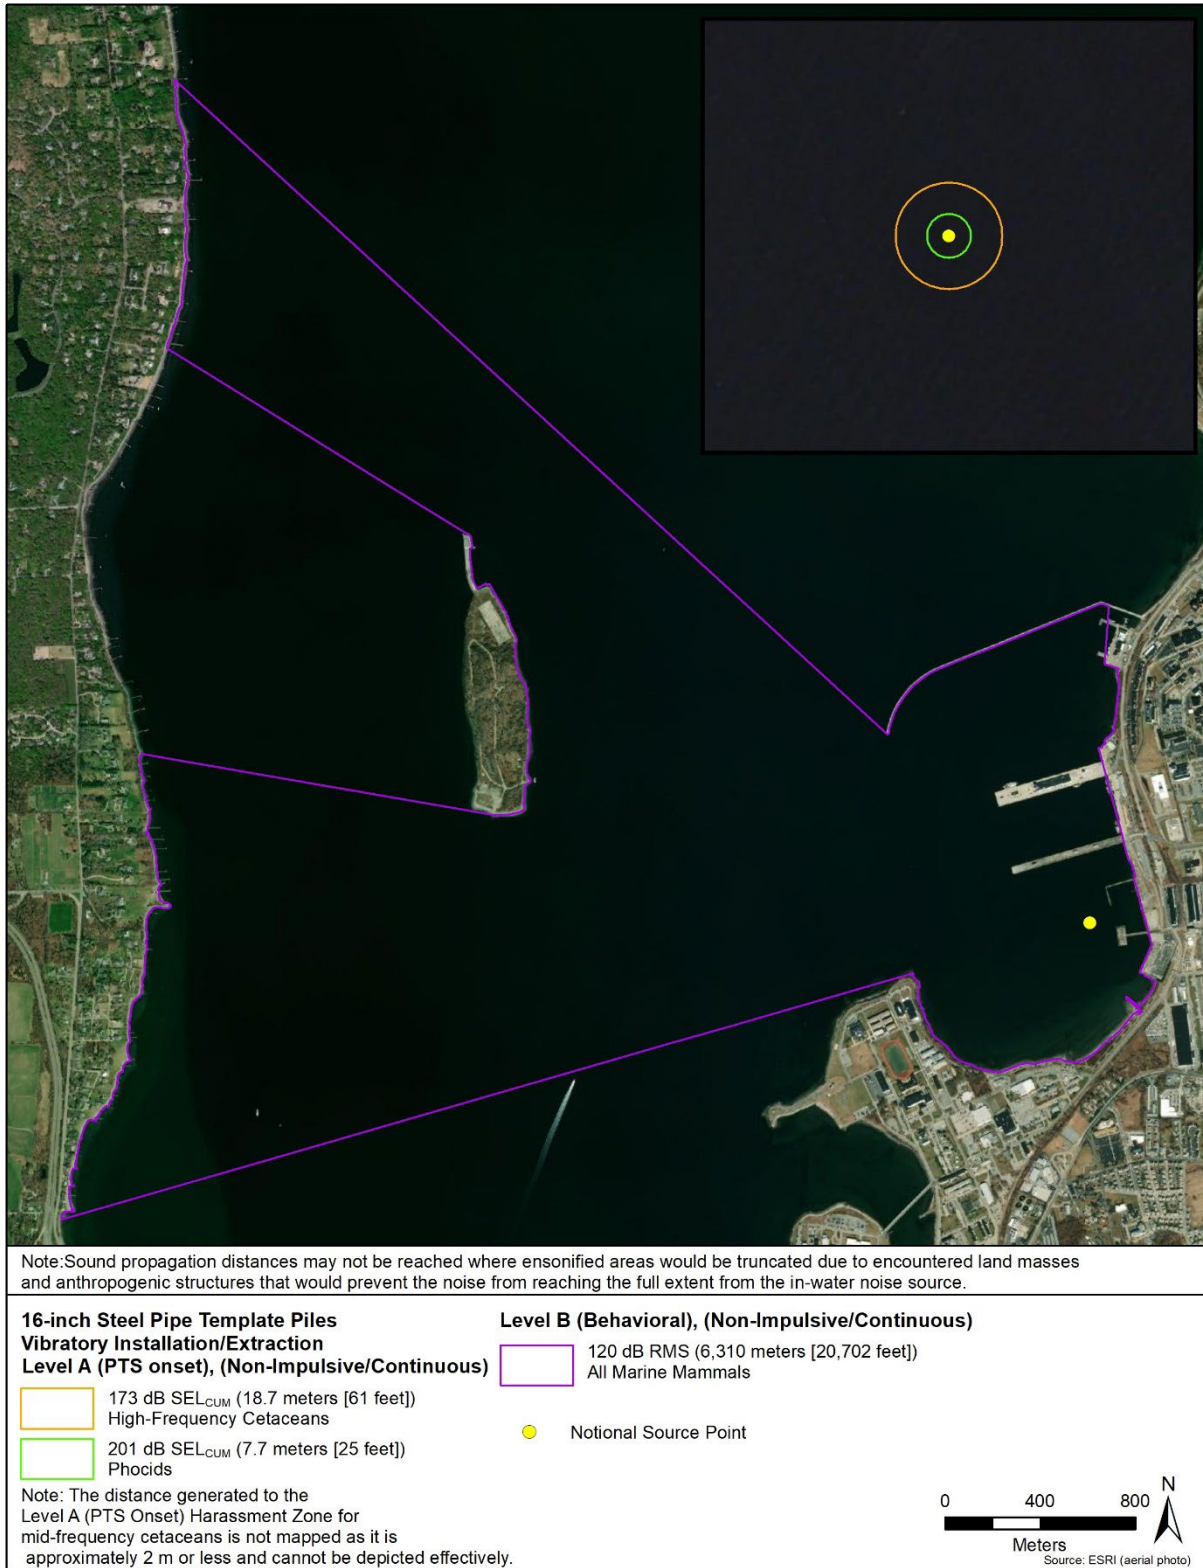 Note:Sound propagation distances may not be reached where ensonified areas would be truncated due to encountered land masses
and anthropogenic structures that would prevent the noise from reaching the full extent from the in-water noise source.
16-inch Steel Pipe Template Piles
Vibratory Installation/Extraction
Level A (PTS onset), (Non-Impulsive/Continuous)
173 dB SELCUM (18.7 meters [61 feet])
High-Frequency Cetaceans
201 dB SELCUM (7.7 meters [25 feet])
Phocids
Note: The distance generated to the
Level A (PTS Onset) Harassment Zone for
mid-frequency cetaceans is not mapped as it is
approximately 2 m or less and cannot be depicted effectively.
Level B (Behavioral), (Non-Impulsive/Continuous)
120 dB RMS (6,310 meters [20,702 feet])
All Marine Mammals
Notional Source Point
N
0 400 800
Meters
Source: ESRI (aerial photo)